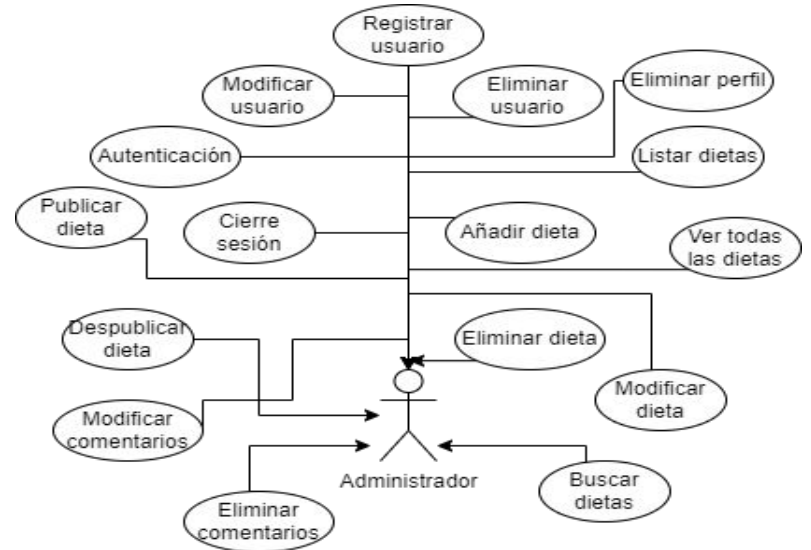 Registrar
usuario
Modificar
usuario
Eliminar
usuario
Eliminar perfil
Autenticación
Listar dietas
Publicar
dieta
Cierre
sesión
Añadir dieta
Ver todas
las dietas
Despublicar
dieta
Eliminar dieta
Modificar
dieta
Modificar
comentarios
Administrador
Buscar
dietas
Eliminar
comentarios